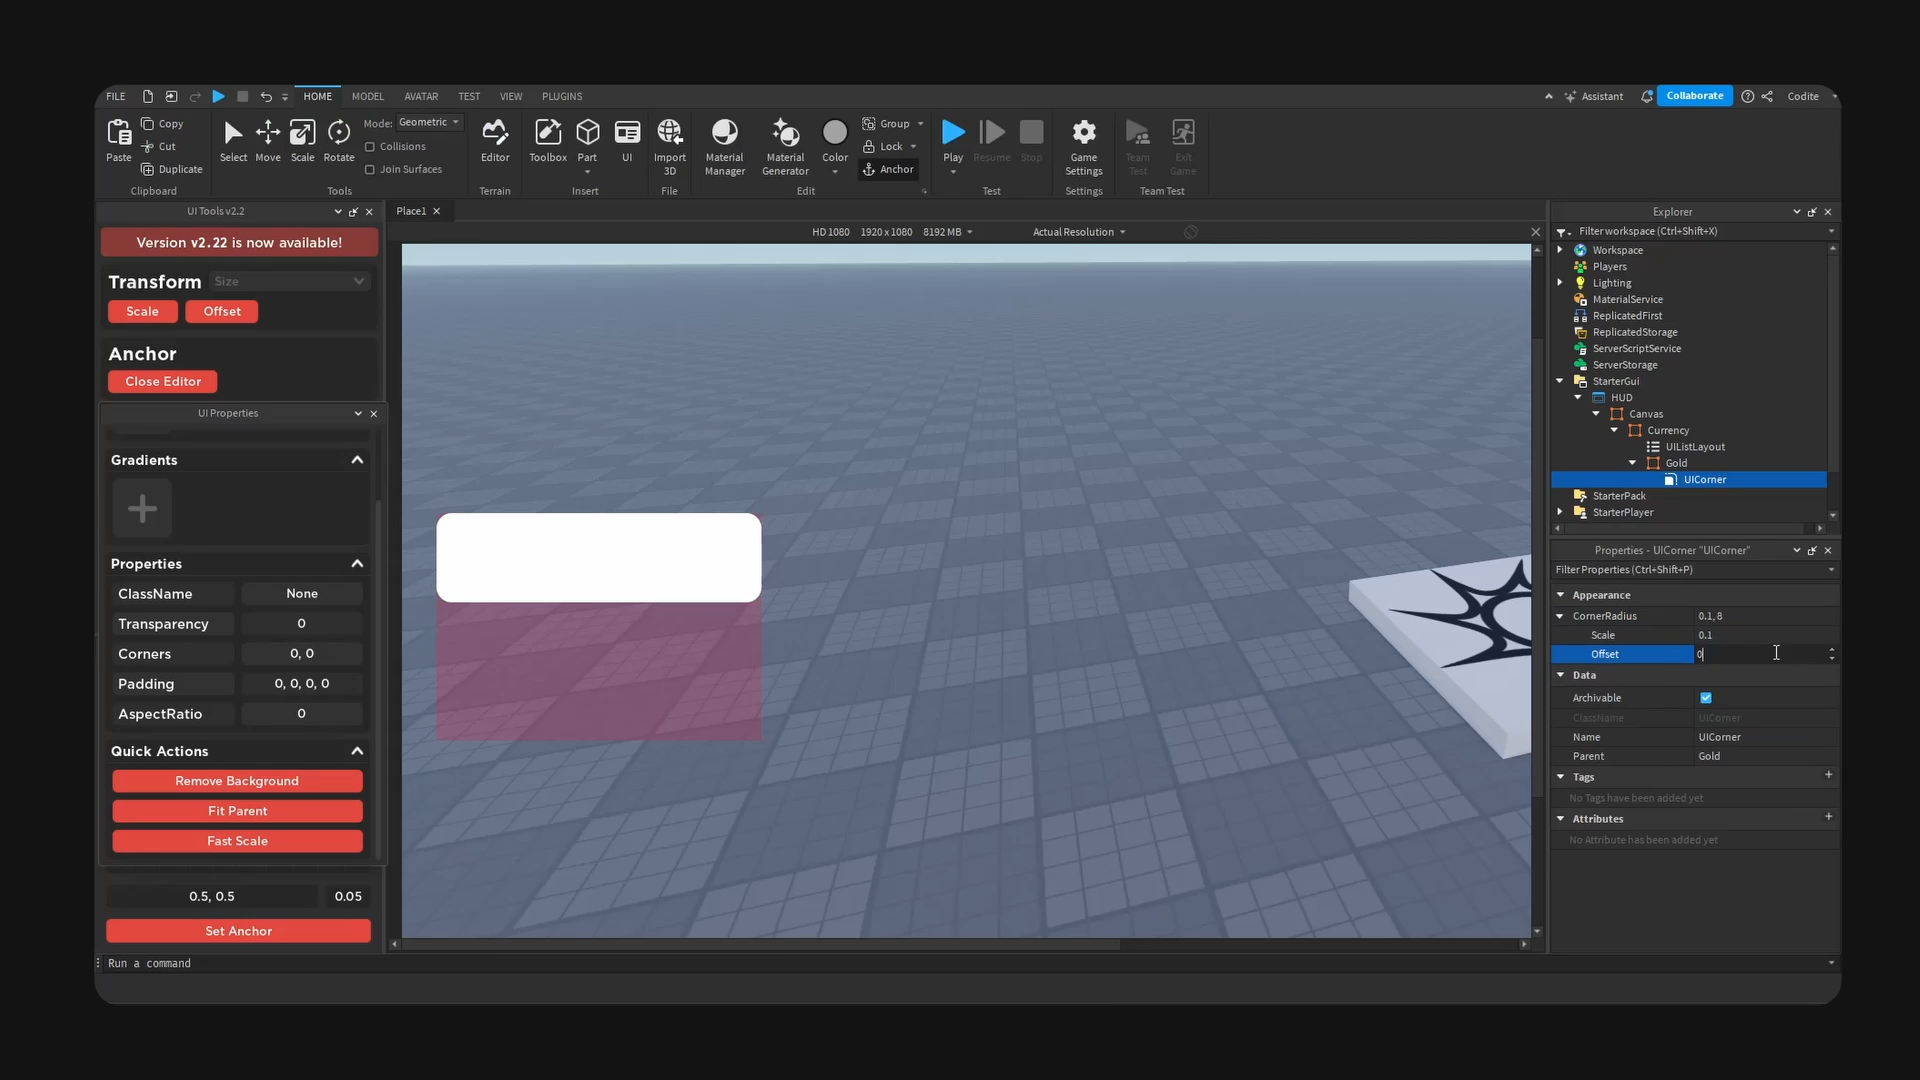 FILE HOME MODEL AVATAR TEST VIEW PLUGINS Assistant Collaborate Codite
Paste Copy Cut Duplicate Clipboard
Select Move Scale Rotate Mode: Geometric Collisions Join Surfaces Tools
Editor Terrain
Toolbox Part UI Insert
Import 3D File
Material Manager Material Generator Color Group Lock Anchor Edit
Play Resume Stop Test
Game Settings Settings
Team Test Exit Game Team Test
UI Tools v2.2
Version v2.22 is now available!
Transform Size
Scale Offset
Anchor
Close Editor
UI Properties
Gradients
Properties
ClassName None
Transparency 0
Corners 0, 0
Padding 0, 0, 0, 0
AspectRatio 0
Quick Actions
Remove Background
Fit Parent
Fast Scale
0.5, 0.5 0.05
Set Anchor
Run a command
Place1
HD 1080 1920 x 1080 8192 MB Actual Resolution
Explorer
Filter workspace (Ctrl+Shift+X)
Workspace
Players
Lighting
MaterialService
ReplicatedFirst
ReplicatedStorage
ServerScriptService
ServerStorage
StarterGui
HUD
Canvas
Currency
UIListLayout
Gold
UICorner
StarterPack
StarterPlayer
Properties - UICorner "UICorner"
Filter Properties (Ctrl+Shift+P)
Appearance
CornerRadius 0.1, 8
Scale 0.1
Offset 0
Data
Archivable
ClassName UICorner
Name UICorner
Parent Gold
Tags
No Tags have been added yet
Attributes
No Attribute has been added yet